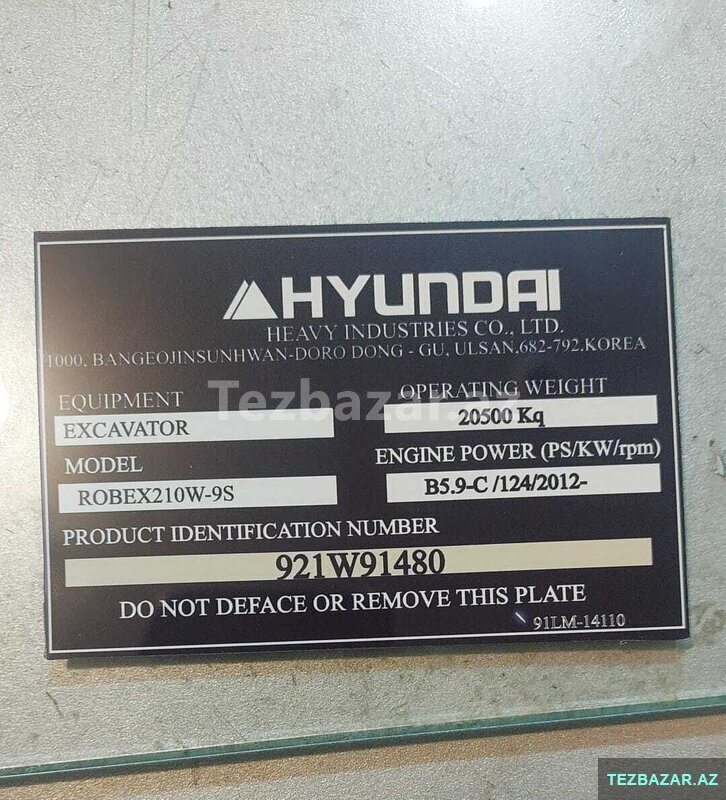 HYUNDAI
HEAVY INDUSTRIES CO., LTD.
1000, BANGEOJINSUNHWAN-DORO DONG - GU, ULSAN,682-792,KOREA
EQUIPMENT
EXCAVATOR
OPERATING WEIGHT
20500 Kq
MODEL
ROBEX210W-9S
ENGINE POWER (PS/KW/rpm)
B5.9-C /124/2012-
PRODUCT IDENTIFICATION NUMBER
921W91480
DO NOT DEFACE OR REMOVE THIS PLATE
91LM-14110
Tezbazar.az
TEZBAZAR.AZ